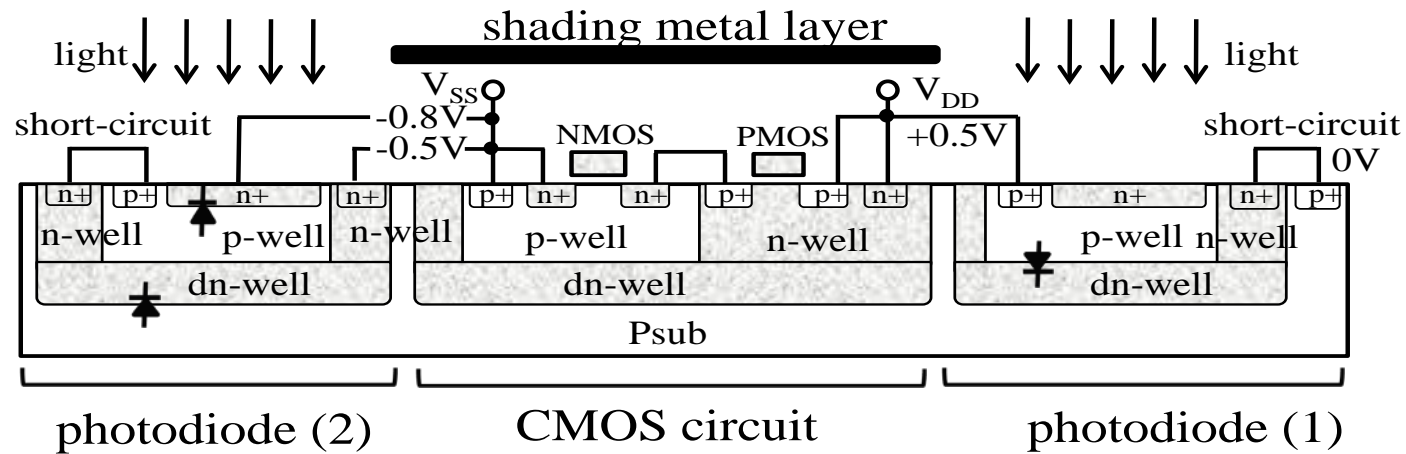 shading metal layer
light
light
VSS
VDD
-0.8V
short-circuit
NMOS
PMOS
+0.5V
short-circuit
-0.5V
0V
n+
p+
n+
n+
p+
n+
n+
p+
p+
n+
p+
n+
n+
p+
n-well
p-well
n-well
p-well
n-well
p-well
n-well
dn-well
dn-well
dn-well
Psub
photodiode (2)
CMOS circuit
photodiode (1)